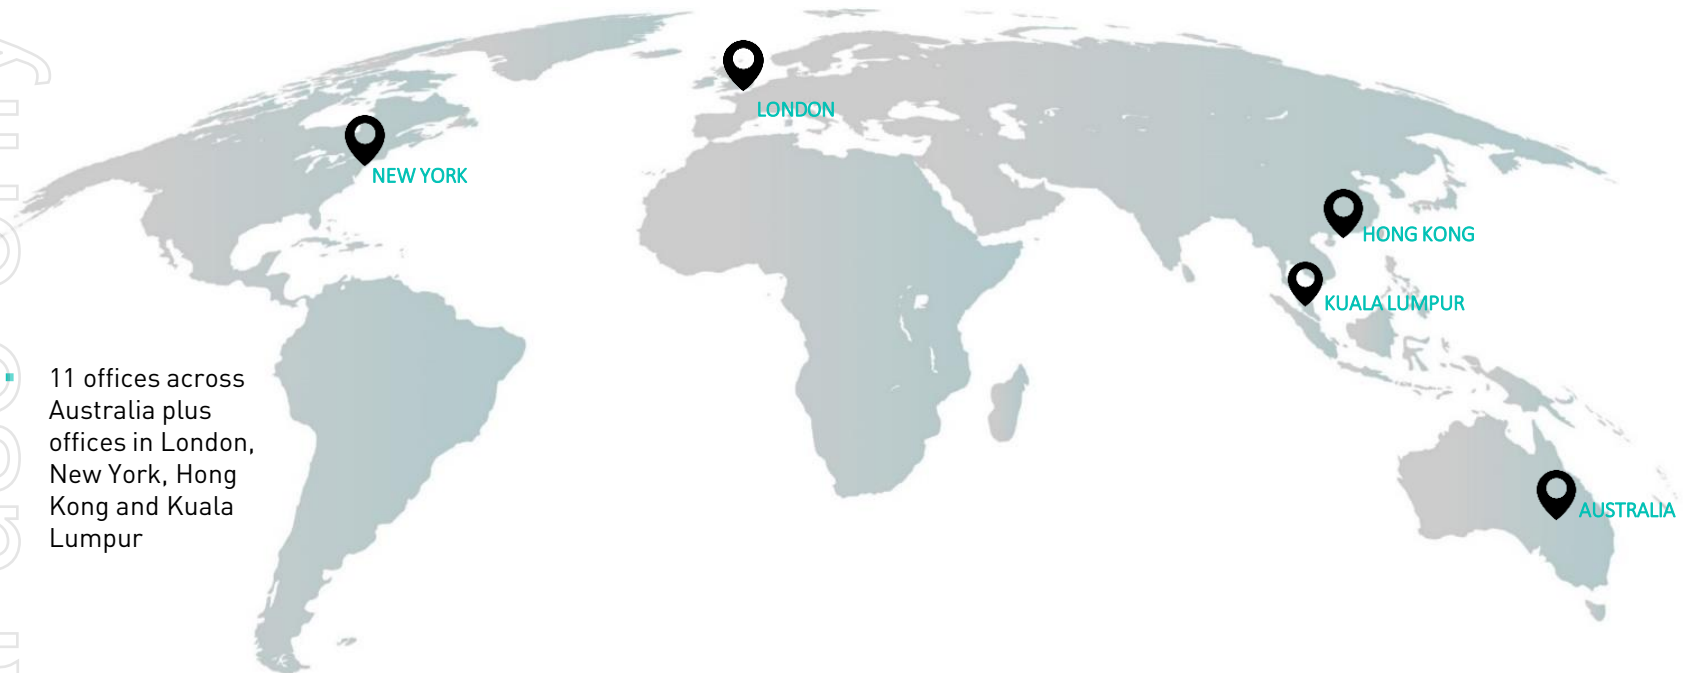 LONDON
NEW YORK
HONG KONG
KUALA LUMPUR
11 offices across
Australia plus
offices in London,
New York, Hong
Kong and Kuala
Lumpur
AUSTRALIA